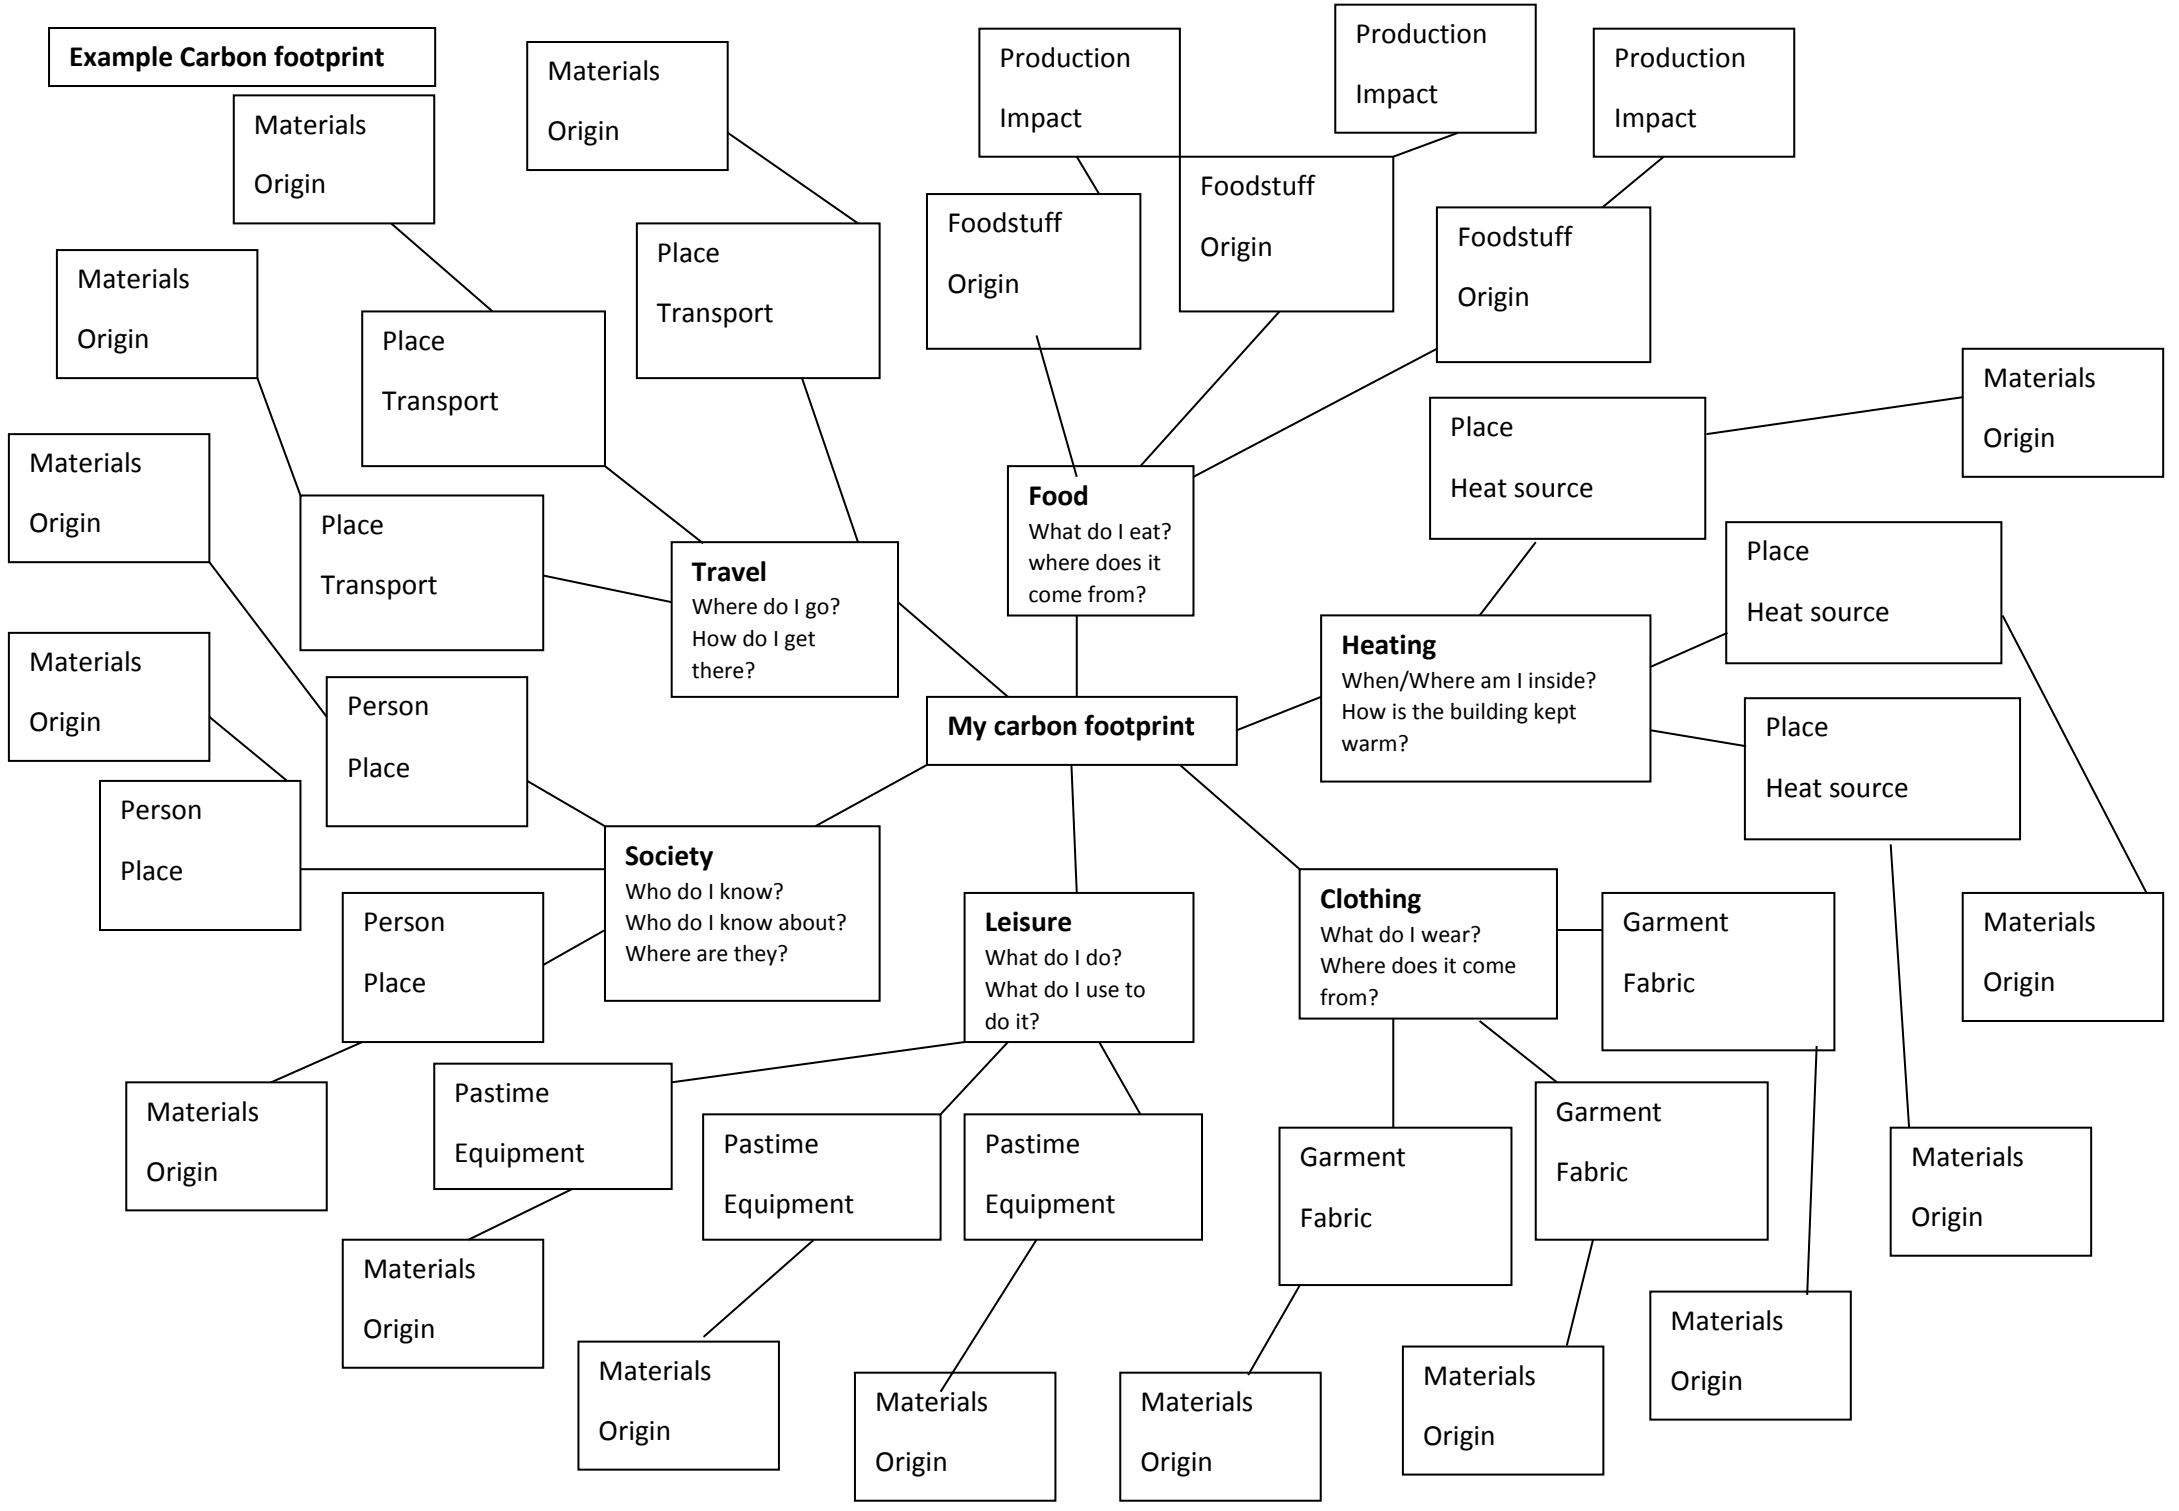 Example Carbon footprint
Materials
Origin
Materials
Origin
Production
Impact
Production
Impact
Production
Impact
Materials
Origin
Place
Transport
Place
Transport
Foodstuff
Origin
Foodstuff
Origin
Foodstuff
Origin
Place
Heat source
Materials
Origin
Materials
Origin
Place
Transport
Travel
Where do I go?
How do I get
there?
Food
What do I eat?
where does it
come from?
Place
Heat source
Heating
When/Where am I inside?
How is the building kept
warm?
Place
Heat source
Materials
Origin
Person
Place
My carbon footprint
Person
Place
Society
Who do I know?
Who do I know about?
Where are they?
Person
Place
Leisure
What do I do?
What do I use to
do it?
Clothing
What do I wear?
Where does it come
from?
Garment
Fabric
Materials
Origin
Materials
Origin
Pastime
Equipment
Pastime
Equipment
Pastime
Equipment
Garment
Fabric
Garment
Fabric
Materials
Origin
Materials
Origin
Materials
Origin
Materials
Origin
Materials
Origin
Materials
Origin
Materials
Origin